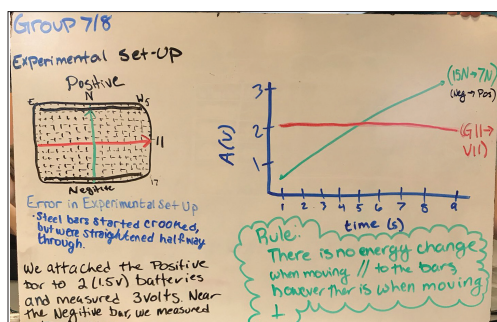 Group 7/8
Experimental Set-Up
Positive
N
E
W5
11
Negitive
17
Error in Experimental Set Up
· Steel bars started crooked,
but were straightened halfway
through.
We attached the Positive
bar to 2 (1.5v) batteries
and measured 3volts. Near
the Negitive bar, we measured
3
2
1
A(v)
(15N→7N)
(Neg → Pos)
(G11→
V11)
1 2 3 4 5 6 7 8 9
time (s)
Rule:
There is no energy change
when moving // to the bars,
however ther is when moving
⊥